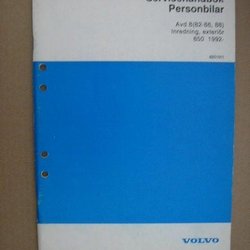 Servicehandbok
Personbilar
Avd 8(82-86, 88)
Inredning, exteriör
850 1992-
VOLVO